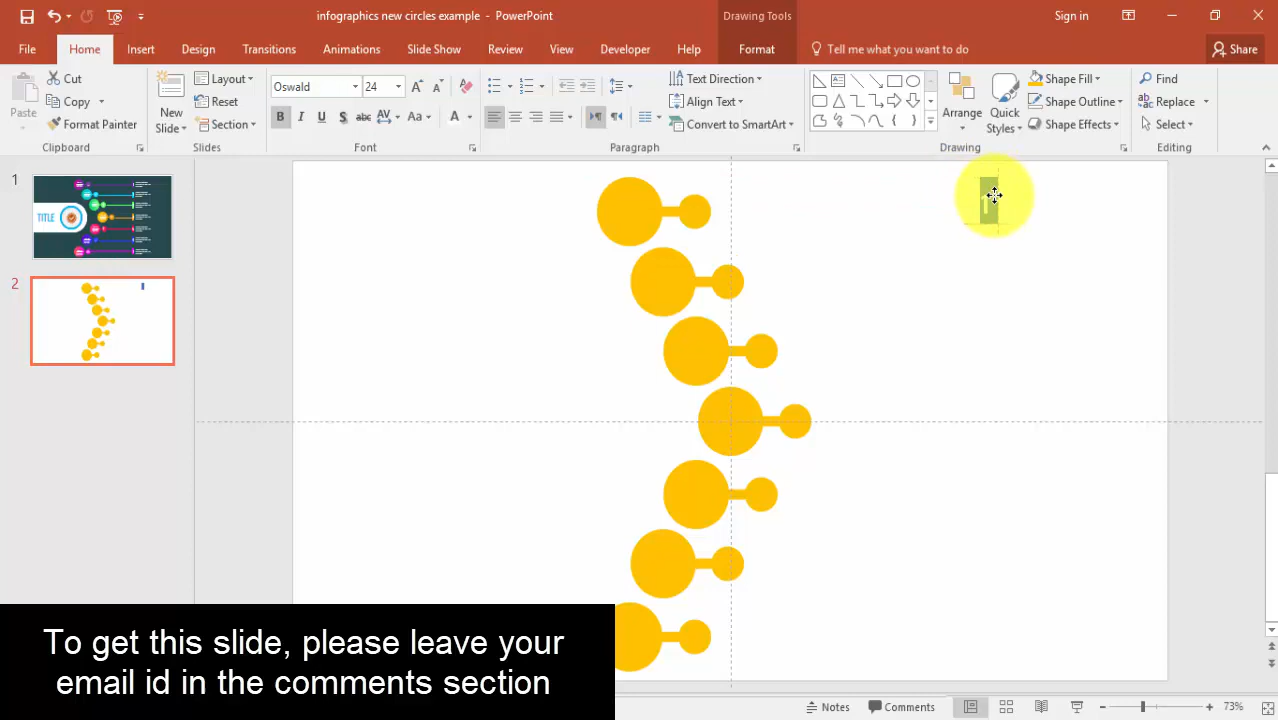 infographics new circles example - PowerPoint
Drawing Tools
Sign in
File Home Insert Design Transitions Animations Slide Show Review View Developer Help Format Tell me what you want to do Share
Paste
Cut
Copy
Format Painter
Clipboard
New Slide
Layout
Reset
Section
Slides
Oswald 24
Font
Text Direction
Align Text
Convert to SmartArt
Paragraph
Arrange
Quick Styles
Shape Fill
Shape Outline
Shape Effects
Drawing
Find
Replace
Select
Editing
1
TITLE
2
To get this slide, please leave your
email id in the comments section
Notes Comments 73%